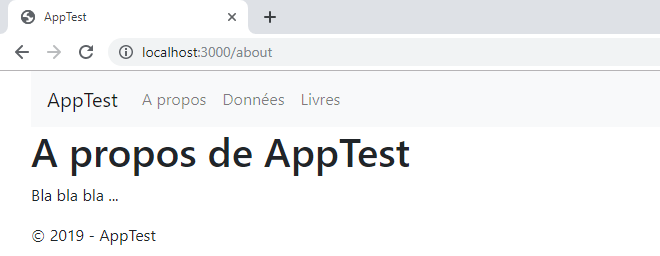 AppTest
localhost:3000/about
AppTest A propos Données Livres
A propos de AppTest
Bla bla bla ...
© 2019 - AppTest